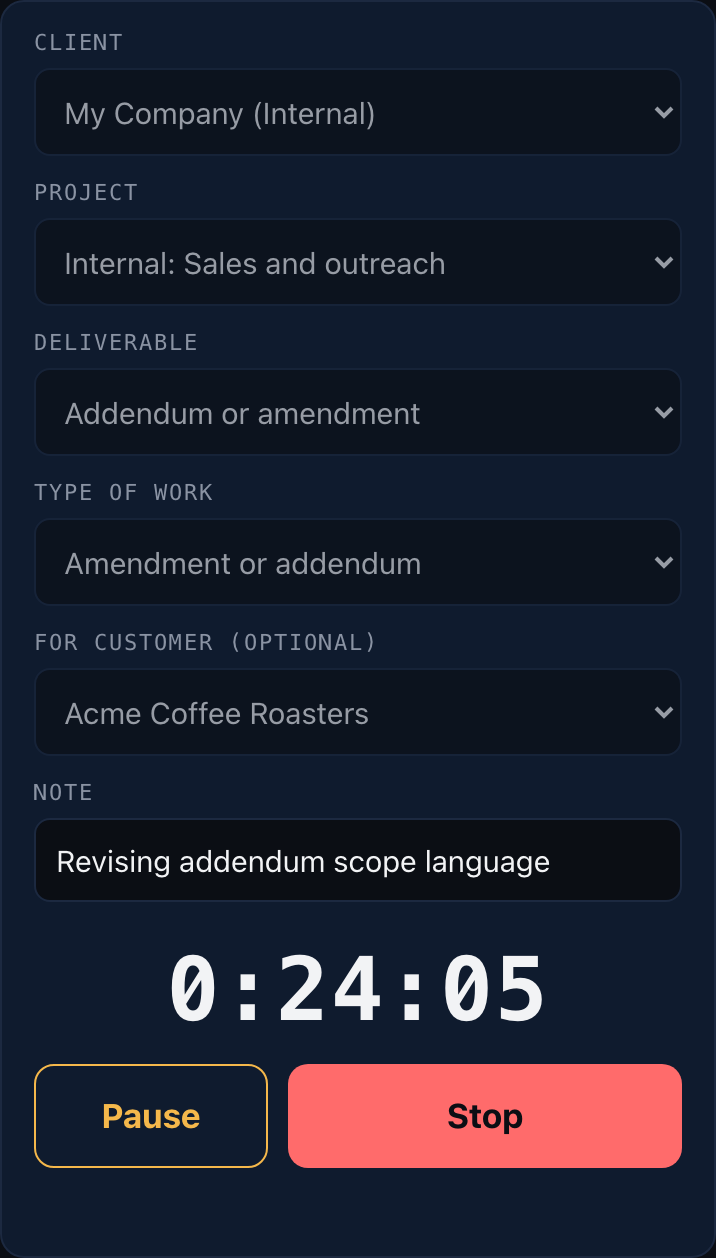 CLIENT
My Company (Internal)
PROJECT
Internal: Sales and outreach
DELIVERABLE
Addendum or amendment
TYPE OF WORK
Amendment or addendum
FOR CUSTOMER (OPTIONAL)
Acme Coffee Roasters
NOTE
Revising addendum scope language
0:24:05
Pause
Stop